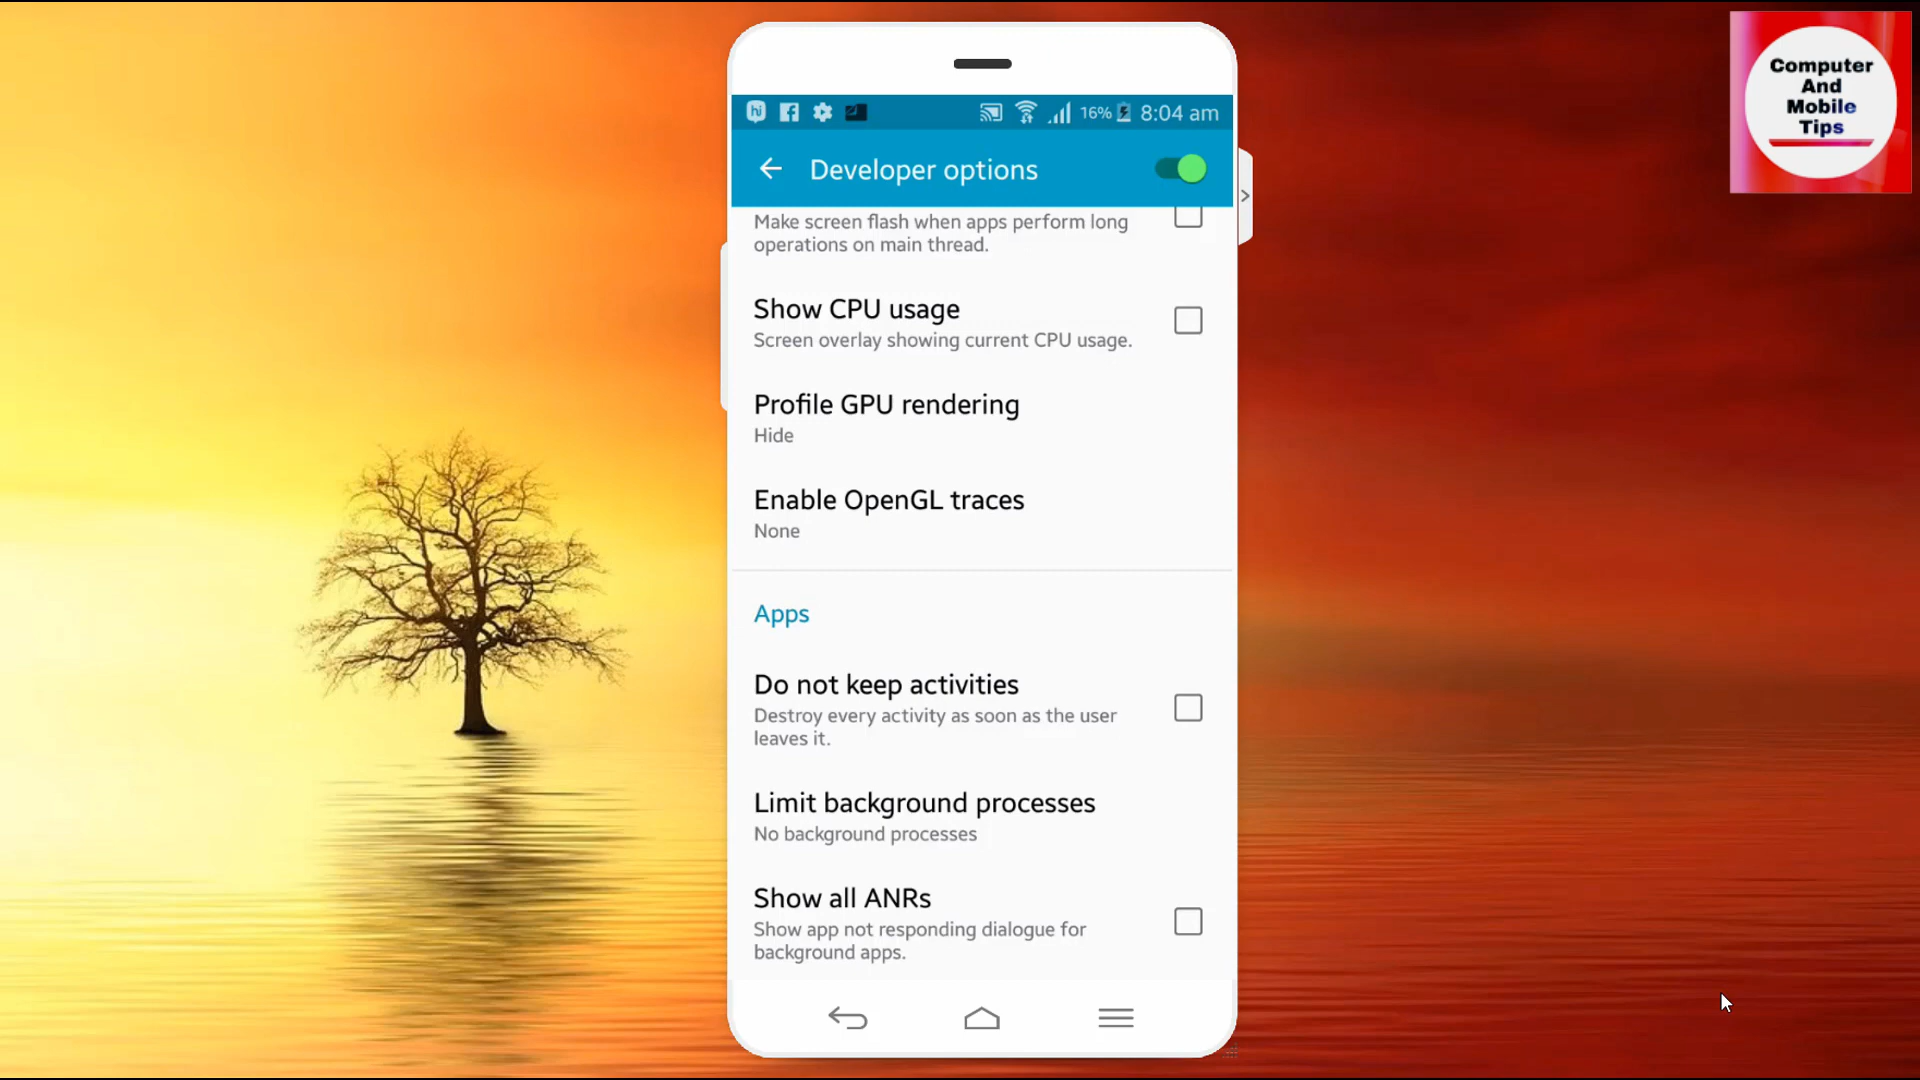 Computer
And
Mobile
Tips
16% 8:04 am
Developer options
Make screen flash when apps perform long
operations on main thread.
Show CPU usage
Screen overlay showing current CPU usage.
Profile GPU rendering
Hide
Enable OpenGL traces
None
Apps
Do not keep activities
Destroy every activity as soon as the user
leaves it.
Limit background processes
No background processes
Show all ANRs
Show app not responding dialogue for
background apps.